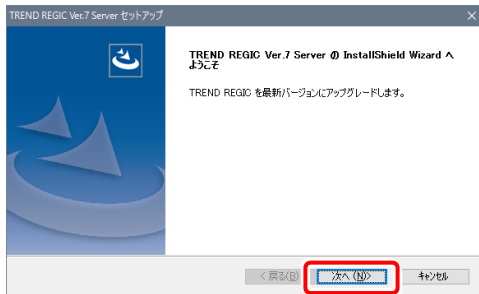 TREND REGIC Ver.7 Server セットアップ
TREND REGIC Ver.7 Server の InstallShield Wizard へ
ようこそ
TREND REGIC を最新バージョンにアップグレードします。
< 戻る(B)
次へ (N)>
キャンセル